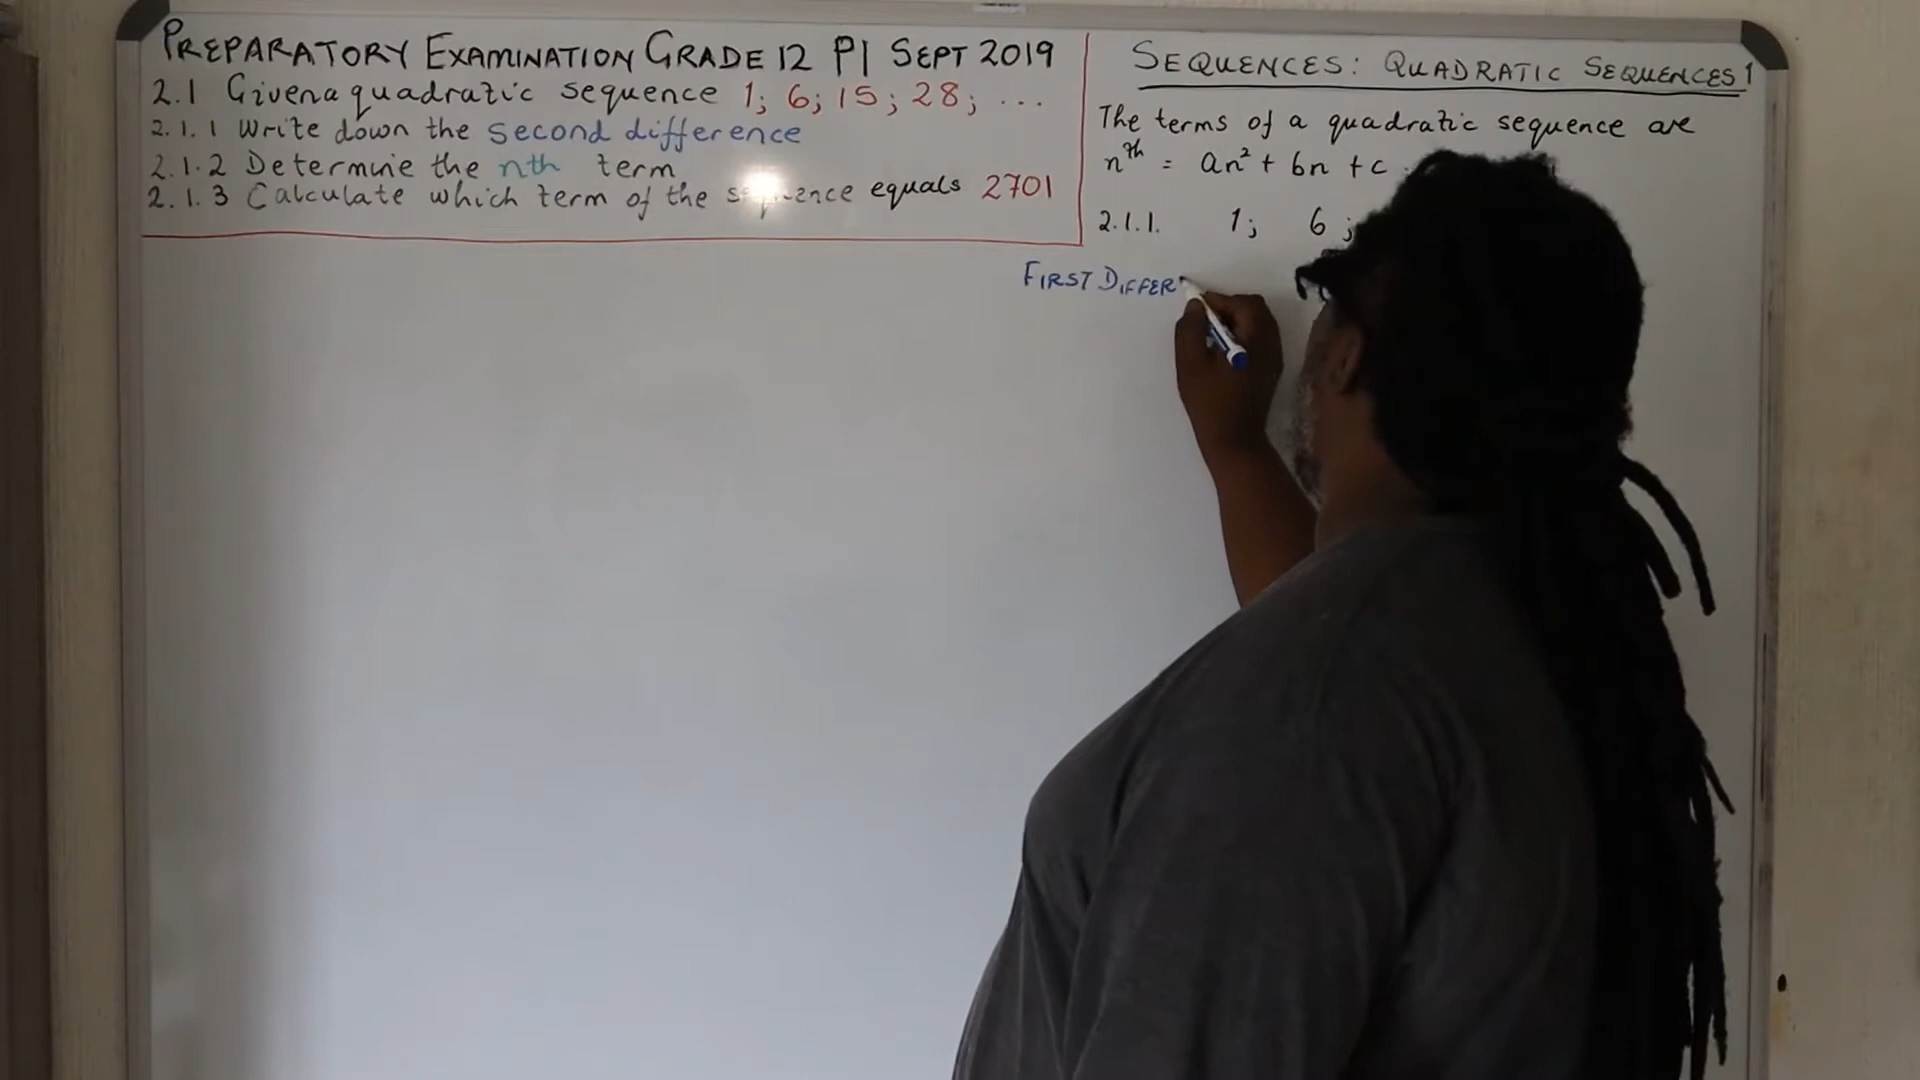 PREPARATORY EXAMINATION GRADE 12 P1 SEPT 2019
2.1 Given a quadratic sequence 1; 6; 15; 28; ...
2.1.1 Write down the second difference
2.1.2 Determine the nth term
2.1.3 Calculate which term of the sequence equals 2701
SEQUENCES: QUADRATIC SEQUENCES 1
The terms of a quadratic sequence are
nᵗʰ = an² + bn + c
2.1.1. 1; 6;
FIRST DIFFER